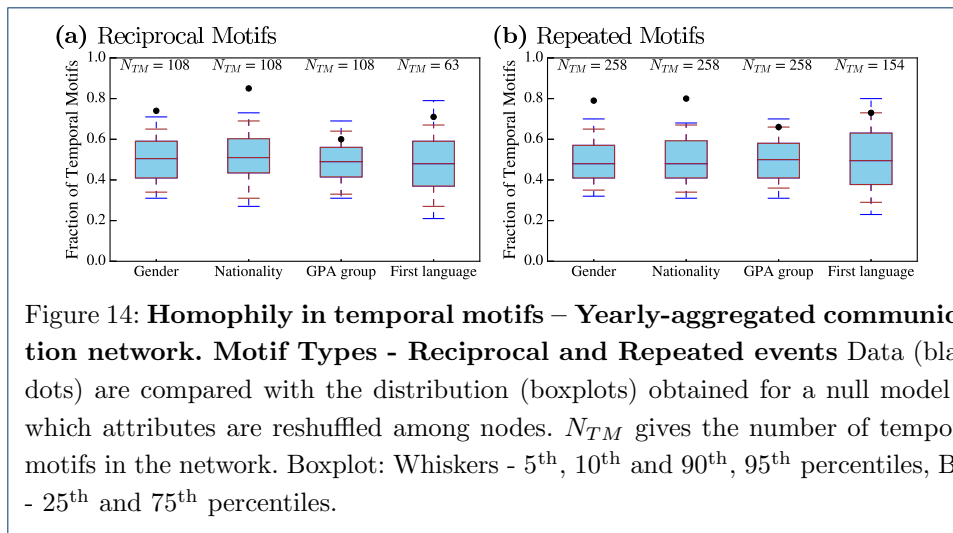 (a) Reciprocal Motifs
(b) Repeated Motifs
Fraction of Temporal Motifs
1.0
0.8
0.6
0.4
0.2
0.0
N_TM = 108 N_TM = 108 N_TM = 108 N_TM = 63
Gender Nationality GPA group First language
Fraction of Temporal Motifs
1.0
0.8
0.6
0.4
0.2
0.0
N_TM = 258 N_TM = 258 N_TM = 258 N_TM = 154
Gender Nationality GPA group First language
Figure 14: Homophily in temporal motifs – Yearly-aggregated
tion network. Motif Types - Reciprocal and Repeated events Data
dots) are compared with the distribution (boxplots) obtained for a null model
which attributes are reshuffled among nodes. N_TM gives the number of
motifs in the network. Boxplot: Whiskers - 5th, 10th and 90th, 95th percentiles,
- 25th and 75th percentiles.